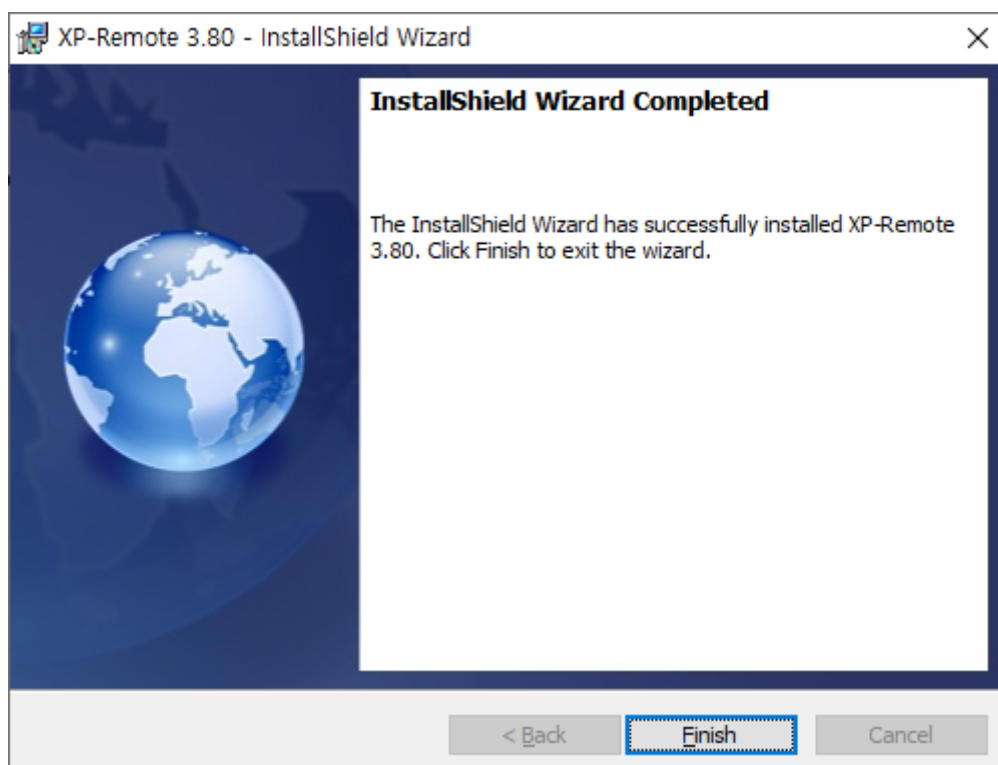 XP-Remote 3.80 - InstallShield Wizard
InstallShield Wizard Completed
The InstallShield Wizard has successfully installed XP-Remote
3.80. Click Finish to exit the wizard.
< Back
Finish
Cancel